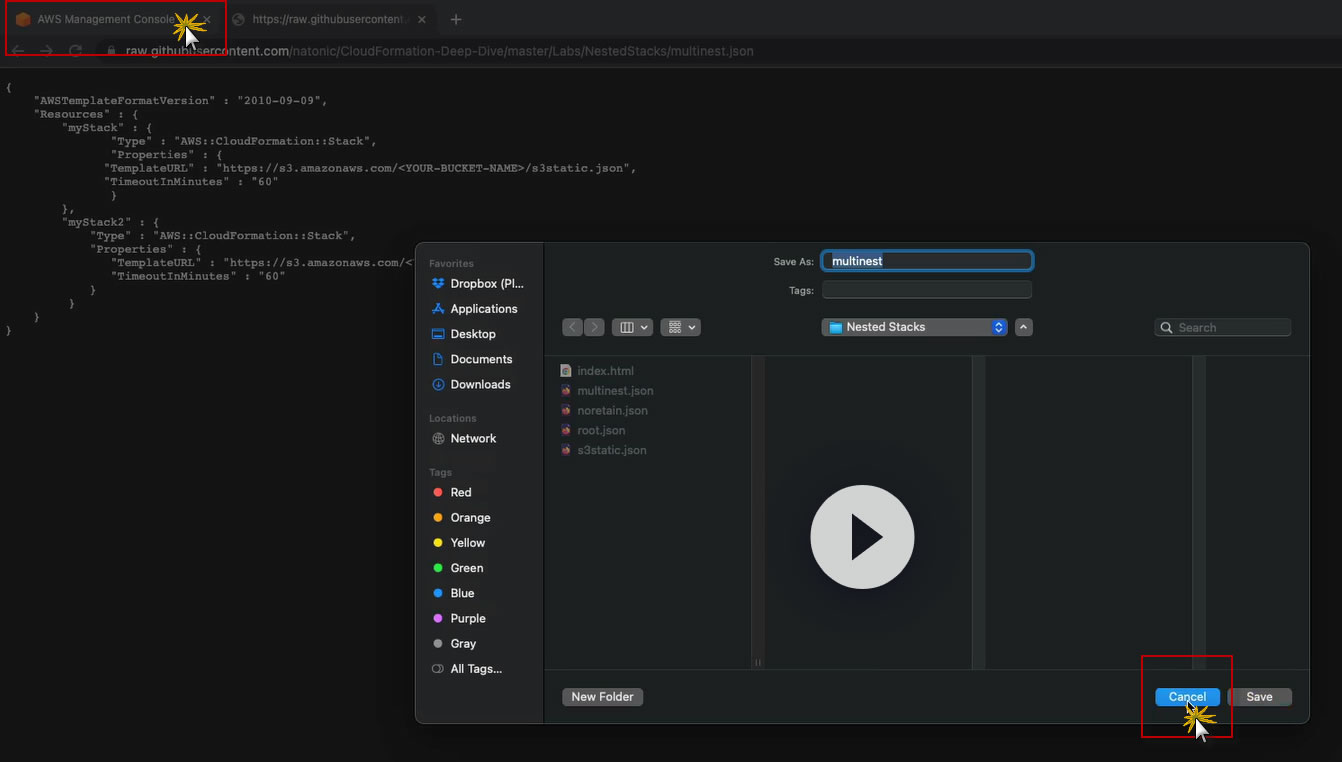 AWS Management Console
https://raw.githubusercontent.
raw.githubusercontent.com/natonic/CloudFormation-Deep-Dive/master/Labs/NestedStacks/multinest.json
{
"AWSTemplateFormatVersion" : "2010-09-09",
"Resources" : {
"myStack" : {
"Type" : "AWS::CloudFormation::Stack",
"Properties" : {
"TemplateURL" : "https://s3.amazonaws.com/<YOUR-BUCKET-NAME>/s3static.json",
"TimeoutInMinutes" : "60"
}
},
"myStack2" : {
"Type" : "AWS::CloudFormation::Stack",
"Properties" : {
"TemplateURL" : "https://s3.amazonaws.com/<
"TimeoutInMinutes" : "60"
}
}
}
}
Favorites
Dropbox (Pl...
Applications
Desktop
Documents
Downloads
Locations
Network
Tags
Red
Orange
Yellow
Green
Blue
Purple
Gray
All Tags...
Save As: multinest
Tags:
Nested Stacks
Search
index.html
multinest.json
noretain.json
root.json
s3static.json
New Folder
Cancel
Save